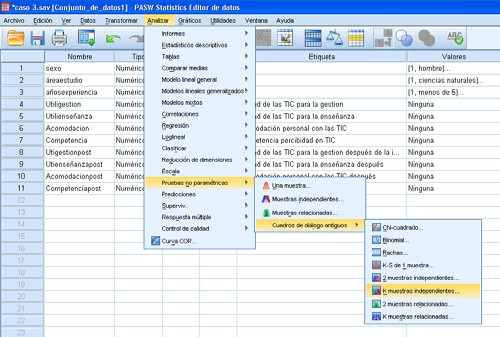 *caso 3.sav [Conjunto_de_datos1] - PASW Statistics Editor de datos
Archivo Edición Ver Datos Transformar Analizar Gráficos Utilidades Ventana Ayuda
Informes
Estadísticos descriptivos
Tablas
Comparar medias
Modelo lineal general
Modelos lineales generalizados
Modelos mixtos
Correlaciones
Regresión
Loglineal
Clasificar
Reducción de dimensiones
Escala
Pruebas no paramétricas
Predicciones
Superviv.
Respuesta múltiple
Control de calidad
Curva COR...
Una muestra...
Muestras independientes...
Muestras relacionadas...
Cuadros de diálogo antiguos
Chi-cuadrado...
Binomial...
Rachas...
K-S de 1 muestra...
2 muestras independientes...
K muestras independientes...
2 muestras relacionadas...
K muestras relacionadas...
Nombre Tipo Etiqueta Valores
1 sexo Numérico {1, hombre}...
2 áreaestudio Numérico {1, ciencias naturales}...
3 añosexperiencia Numérico {1, menos de 5}...
4 Utiligestion Numérico ad de las TIC para la gestion Ninguna
5 Utilienseñanza Numérico ad de las TIC para la enseñanza Ninguna
6 Acomodacion Numérico odación personal con las TIC Ninguna
7 Competencia Numérico etencia percibidad en TIC Ninguna
8 Utigestionpost Numérico ad de las TIC para la gestion después de la i... Ninguna
9 Utienseñanzapost Numérico ad de las TIC para la enseñanza después Ninguna
10 Acomodacionpost Numérico odación personal con las TIC después Ninguna
11 Competenciapost Numéric Ninguna
12
13
14
15
16
17
18
19
20
21
22
23